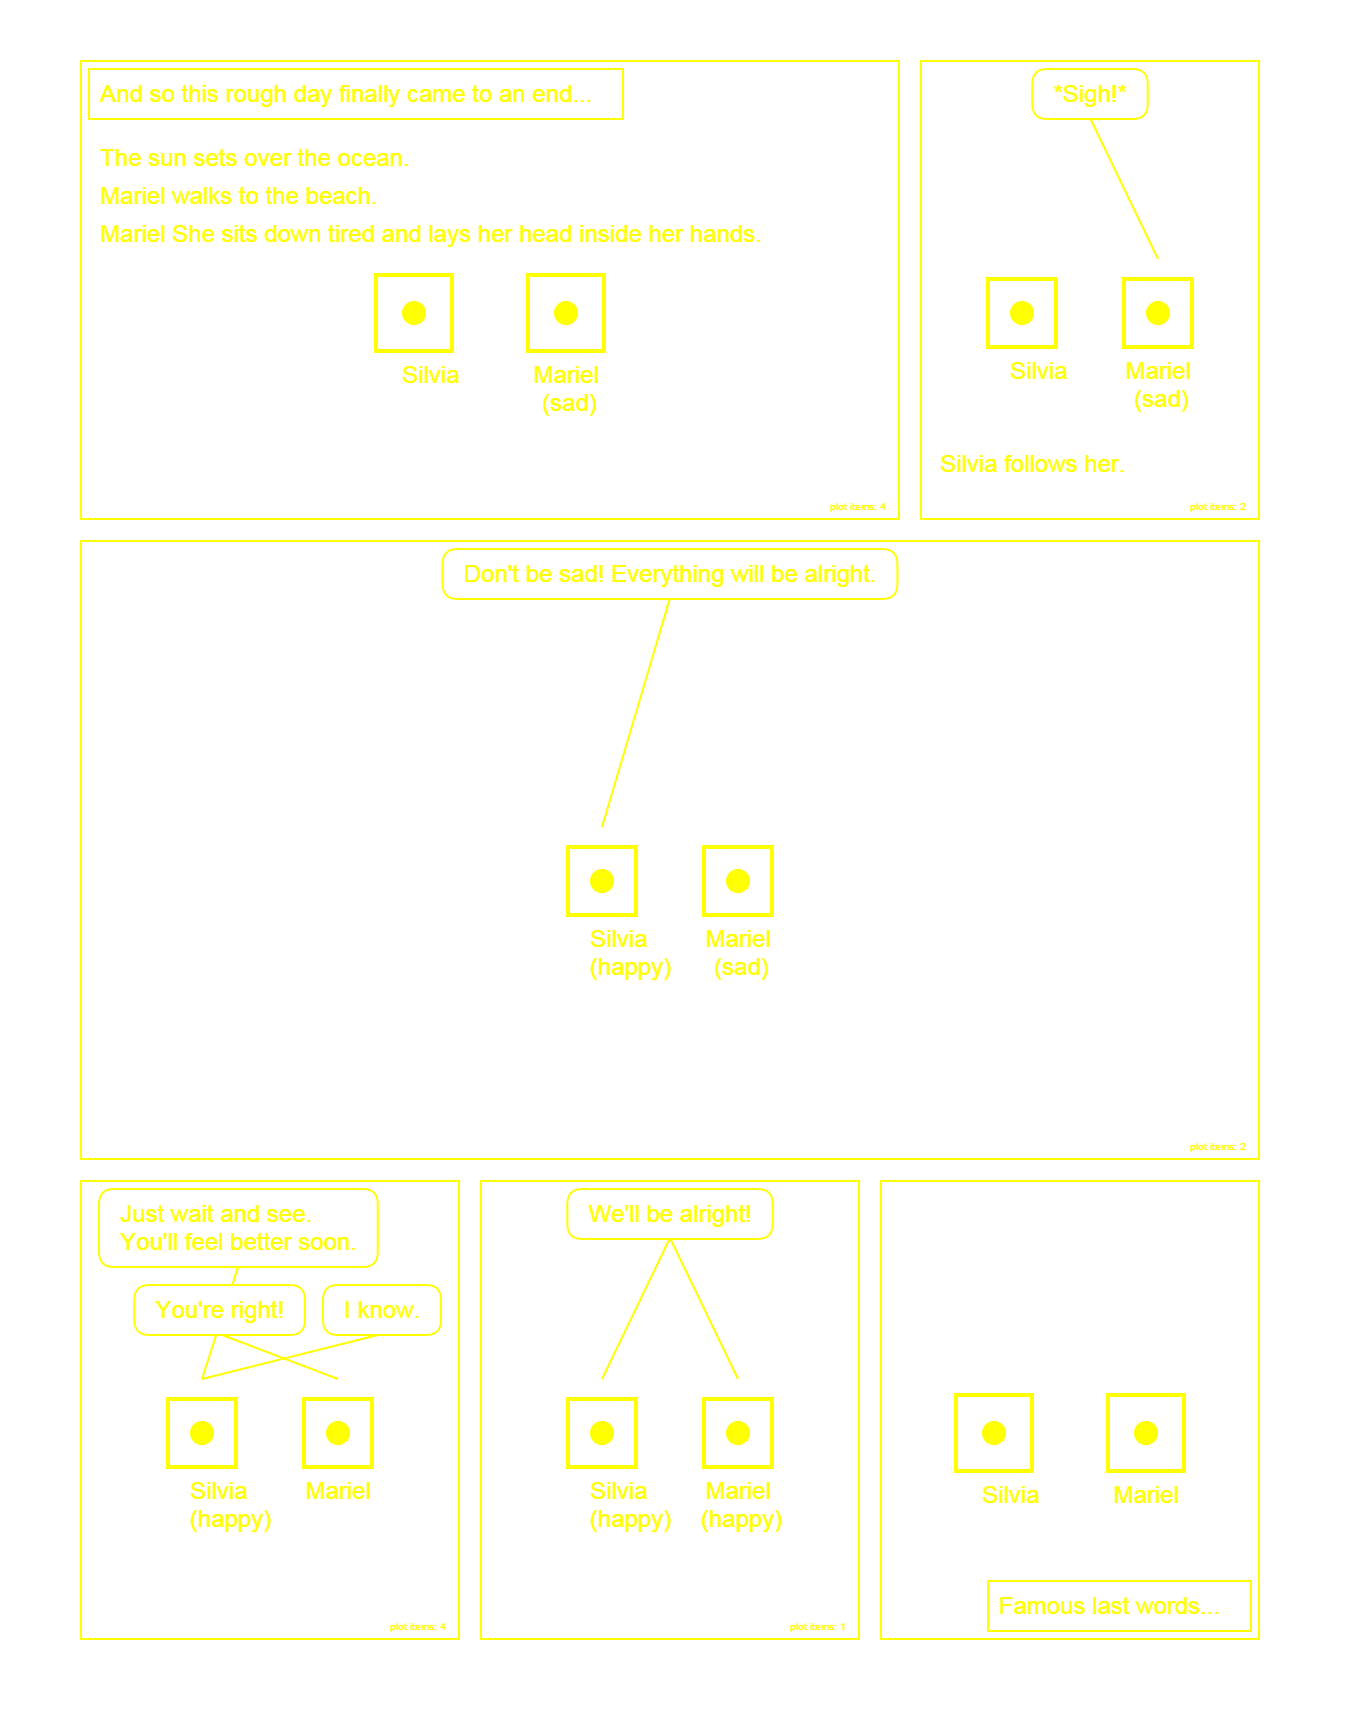 And so this rough day finally came to an end...
The sun sets over the ocean.
Mariel walks to the beach.
Mariel She sits down tired and lays her head inside her hands.
Silvia
Mariel
(sad)
plot items: 4
*Sigh!*
Silvia
Mariel
(sad)
Silvia follows her.
plot items: 2
Don't be sad! Everything will be alright.
Silvia
(happy)
Mariel
(sad)
plot items: 2
Just wait and see.
You'll feel better soon.
You're right!
I know.
Silvia
(happy)
Mariel
plot items: 4
We'll be alright!
Silvia
(happy)
Mariel
(happy)
plot items: 1
Silvia
Mariel
Famous last words...